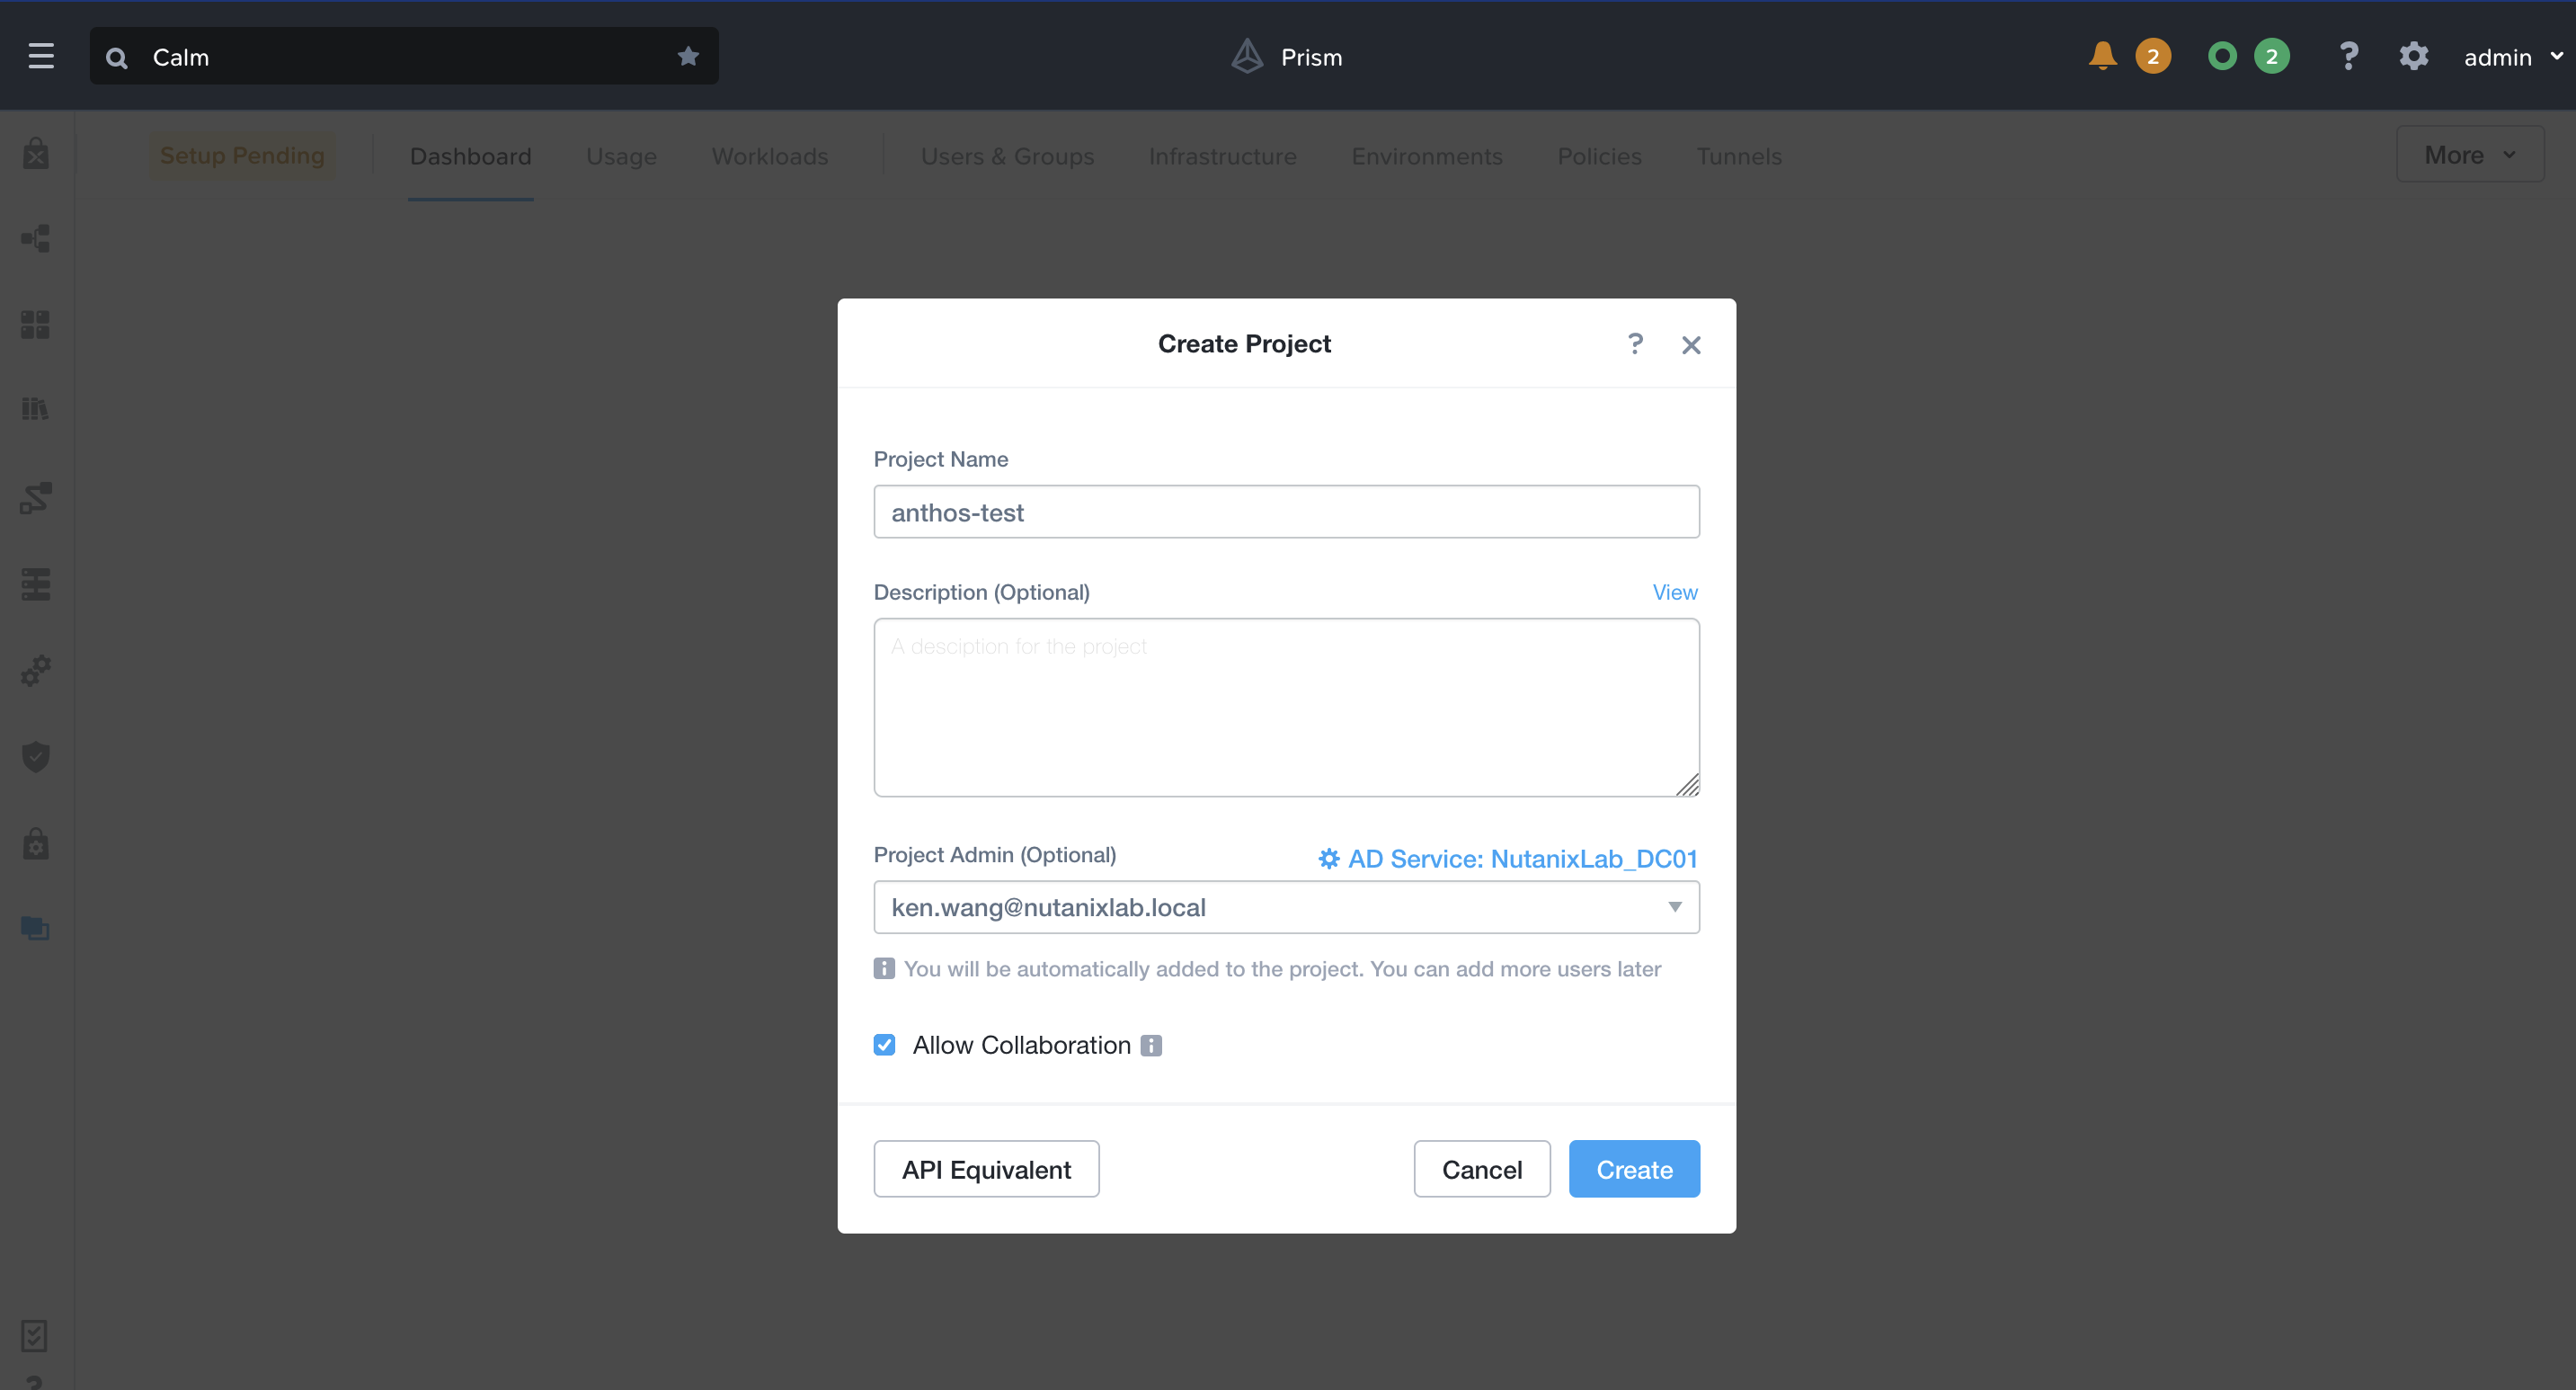 Calm
Prism
2
2
?
admin
Setup Pending
Dashboard
Usage
Workloads
Users & Groups
Infrastructure
Environments
Policies
Tunnels
More
Create Project
?
Project Name
anthos-test
Description (Optional)
View
A desciption for the project
Project Admin (Optional)
AD Service: NutanixLab_DC01
ken.wang@nutanixlab.local
You will be automatically added to the project. You can add more users later
Allow Collaboration
API Equivalent
Cancel
Create
?